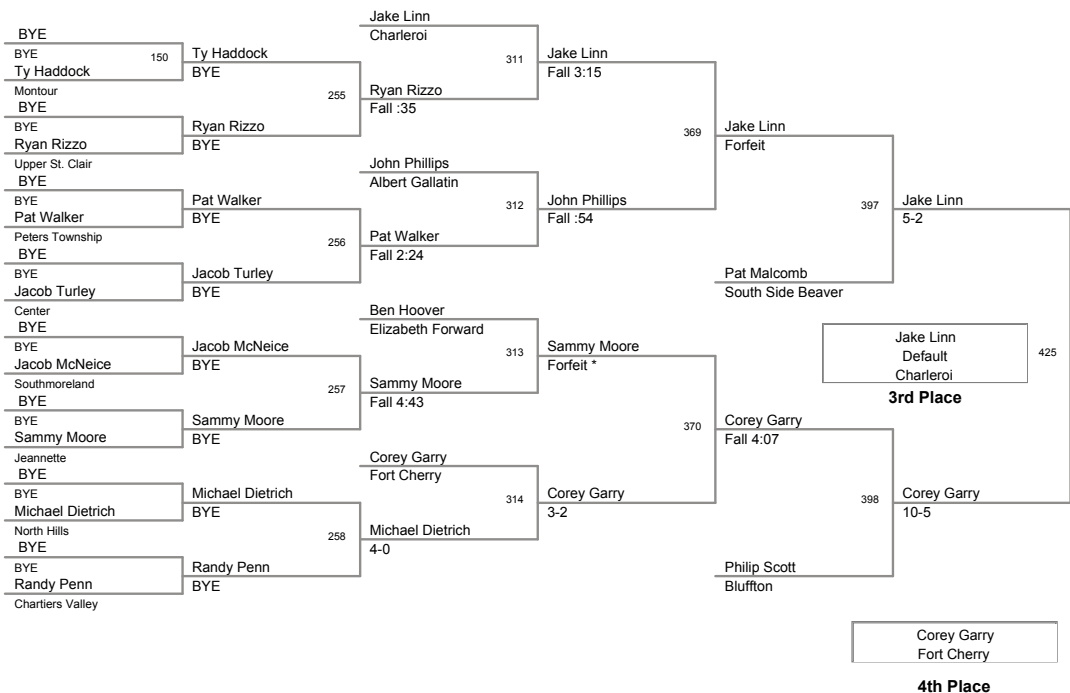 BYE
BYE
150
Ty Haddock
Montour
BYE
BYE
Ryan Rizzo
Upper St. Clair
BYE
BYE
Pat Walker
Peters Township
BYE
BYE
Jacob Turley
Center
BYE
BYE
Jacob McNeice
Southmoreland
BYE
BYE
Sammy Moore
Jeannette
BYE
BYE
Michael Dietrich
North Hills
BYE
BYE
Randy Penn
Chartiers Valley
Ty Haddock
BYE
255
Ryan Rizzo
BYE
Pat Walker
BYE
256
Jacob Turley
BYE
Jacob McNeice
BYE
257
Sammy Moore
BYE
Michael Dietrich
BYE
258
Randy Penn
BYE
Jake Linn
Charleroi
311
Ryan Rizzo
Fall :35
John Phillips
Albert Gallatin
312
Pat Walker
Fall 2:24
Ben Hoover
Elizabeth Forward
313
Sammy Moore
Fall 4:43
Corey Garry
Fort Cherry
314
Michael Dietrich
4-0
Jake Linn
Fall 3:15
369
John Phillips
Fall :54
Sammy Moore
Forfeit *
370
Corey Garry
3-2
Jake Linn
Forfeit
397
Pat Malcomb
South Side Beaver
Corey Garry
Fall 4:07
398
Philip Scott
Bluffton
Jake Linn
5-2
Jake Linn
Default
Charleroi
425
3rd Place
Corey Garry
10-5
Corey Garry
Fort Cherry
4th Place